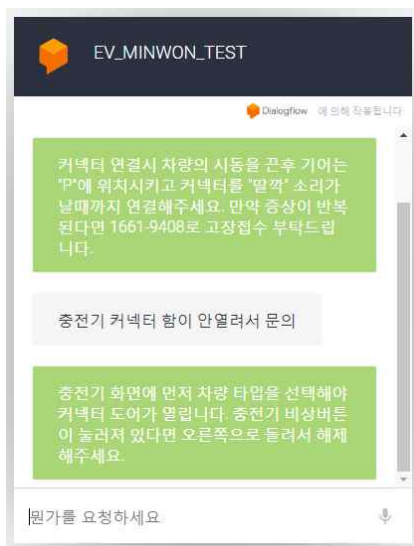 EV_MINWON_TEST
Dialogflow 에 의해 작동됩니다
커넥터 연결시 차량의 시동을 끈후 기어는
"P"에 위치시키고 커넥터를 "딸깍" 소리가
날때까지 연결해주세요. 만약 증상이 반복
된다면 1661-9408로 고장접수 부탁드립
니다.
충전기 커넥터 함이 안열려서 문의
충전기 화면에 먼저 차량 타입을 선택해야
커넥터 도어가 열립니다. 충전기 비상버튼
이 눌러져 있다면 오른쪽으로 돌려서 해제
해주세요.
뭔가를 요청하세요